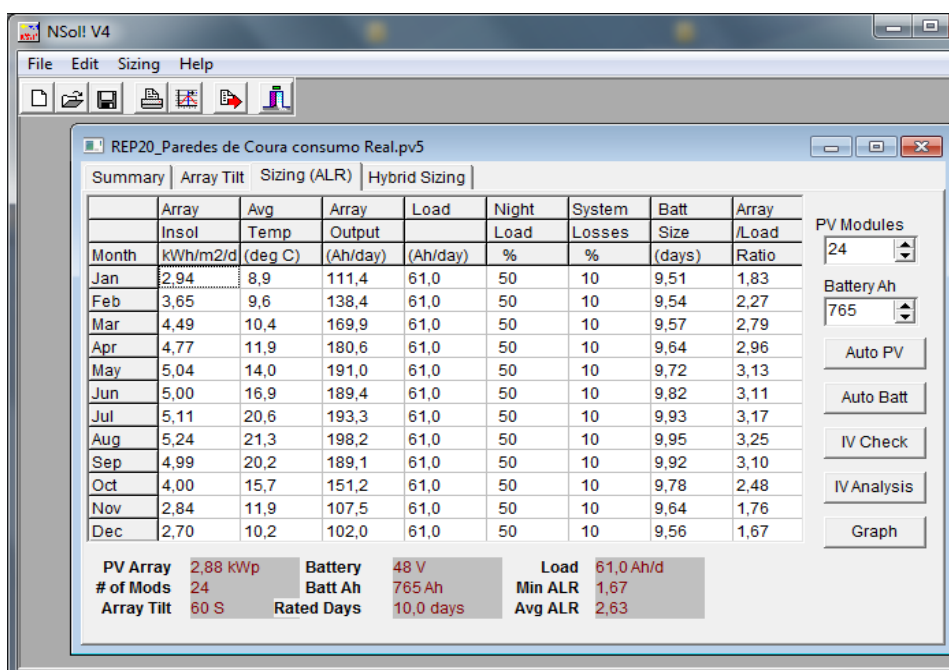 NSol! V4
File Edit Sizing Help
REP20_Paredes de Coura consumo Real.pv5
Summary Array Tilt Sizing (ALR) Hybrid Sizing
Array Avg Array Load Night System Batt Array
Insol Temp Output Load Losses Size /Load
Month kWh/m2/d (deg C) (Ah/day) (Ah/day) % % (days) Ratio
Jan 2,94 8,9 111,4 61,0 50 10 9,51 1,83
Feb 3,65 9,6 138,4 61,0 50 10 9,54 2,27
Mar 4,49 10,4 169,9 61,0 50 10 9,57 2,79
Apr 4,77 11,9 180,6 61,0 50 10 9,64 2,96
May 5,04 14,0 191,0 61,0 50 10 9,72 3,13
Jun 5,00 16,9 189,4 61,0 50 10 9,82 3,11
Jul 5,11 20,6 193,3 61,0 50 10 9,93 3,17
Aug 5,24 21,3 198,2 61,0 50 10 9,95 3,25
Sep 4,99 20,2 189,1 61,0 50 10 9,92 3,10
Oct 4,00 15,7 151,2 61,0 50 10 9,78 2,48
Nov 2,84 11,9 107,5 61,0 50 10 9,64 1,76
Dec 2,70 10,2 102,0 61,0 50 10 9,56 1,67
PV Modules
24
Battery Ah
765
Auto PV
Auto Batt
IV Check
IV Analysis
Graph
PV Array 2,88 kWp Battery 48 V Load 61,0 Ah/d
# of Mods 24 Batt Ah 765 Ah Min ALR 1,67
Array Tilt 60 S Rated Days 10,0 days Avg ALR 2,63